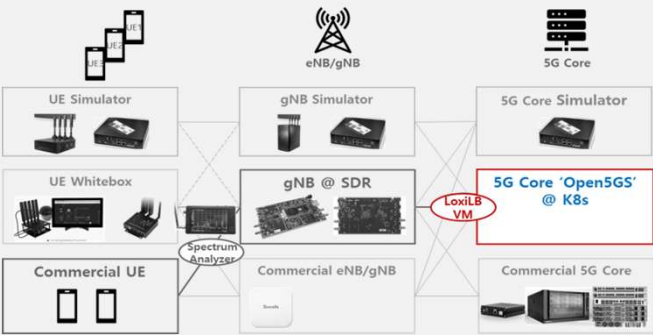 UE1
UE2
UE3
eNB/gNB
5G Core
UE Simulator
gNB Simulator
5G Core Simulator
UE Whitebox
gNB @ SDR
LoxiLB
VM
5G Core ‘Open5GS’
@ K8s
Spectrum
Analyzer
Commercial UE
Commercial eNB/gNB
Commercial 5G Core